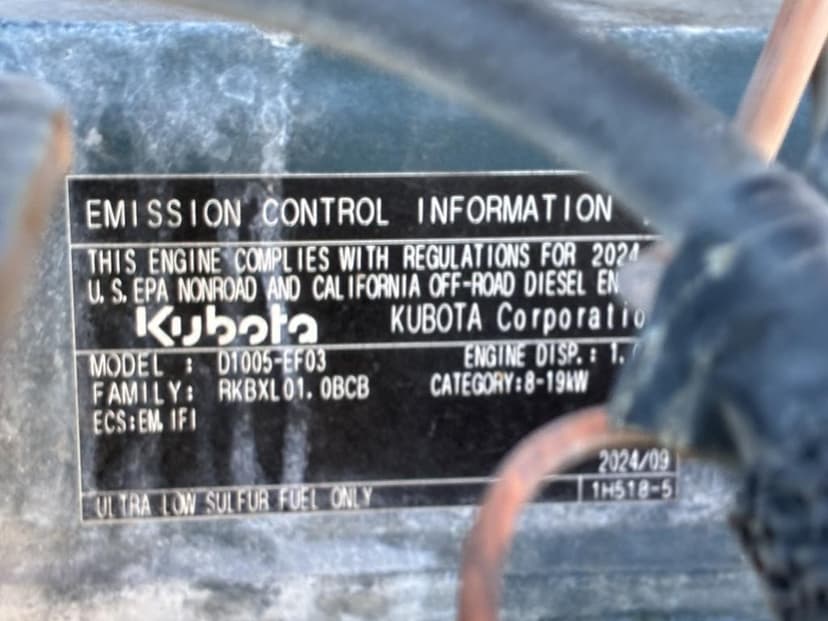 EMISSION CONTROL INFORMATION
THIS ENGINE COMPLIES WITH REGULATIONS FOR 2024
U.S.EPA NONROAD AND CALIFORNIA OFF-ROAD DIESEL EN
Kubota KUBOTA Corporatio
MODEL : D1005-EF03 ENGINE DISP.: 1.
FAMILY: RKBXL01.0BCB CATEGORY:8-19kW
ECS:EM,IFI
2024/09
ULTRA LOW SULFUR FUEL ONLY 1H518-5